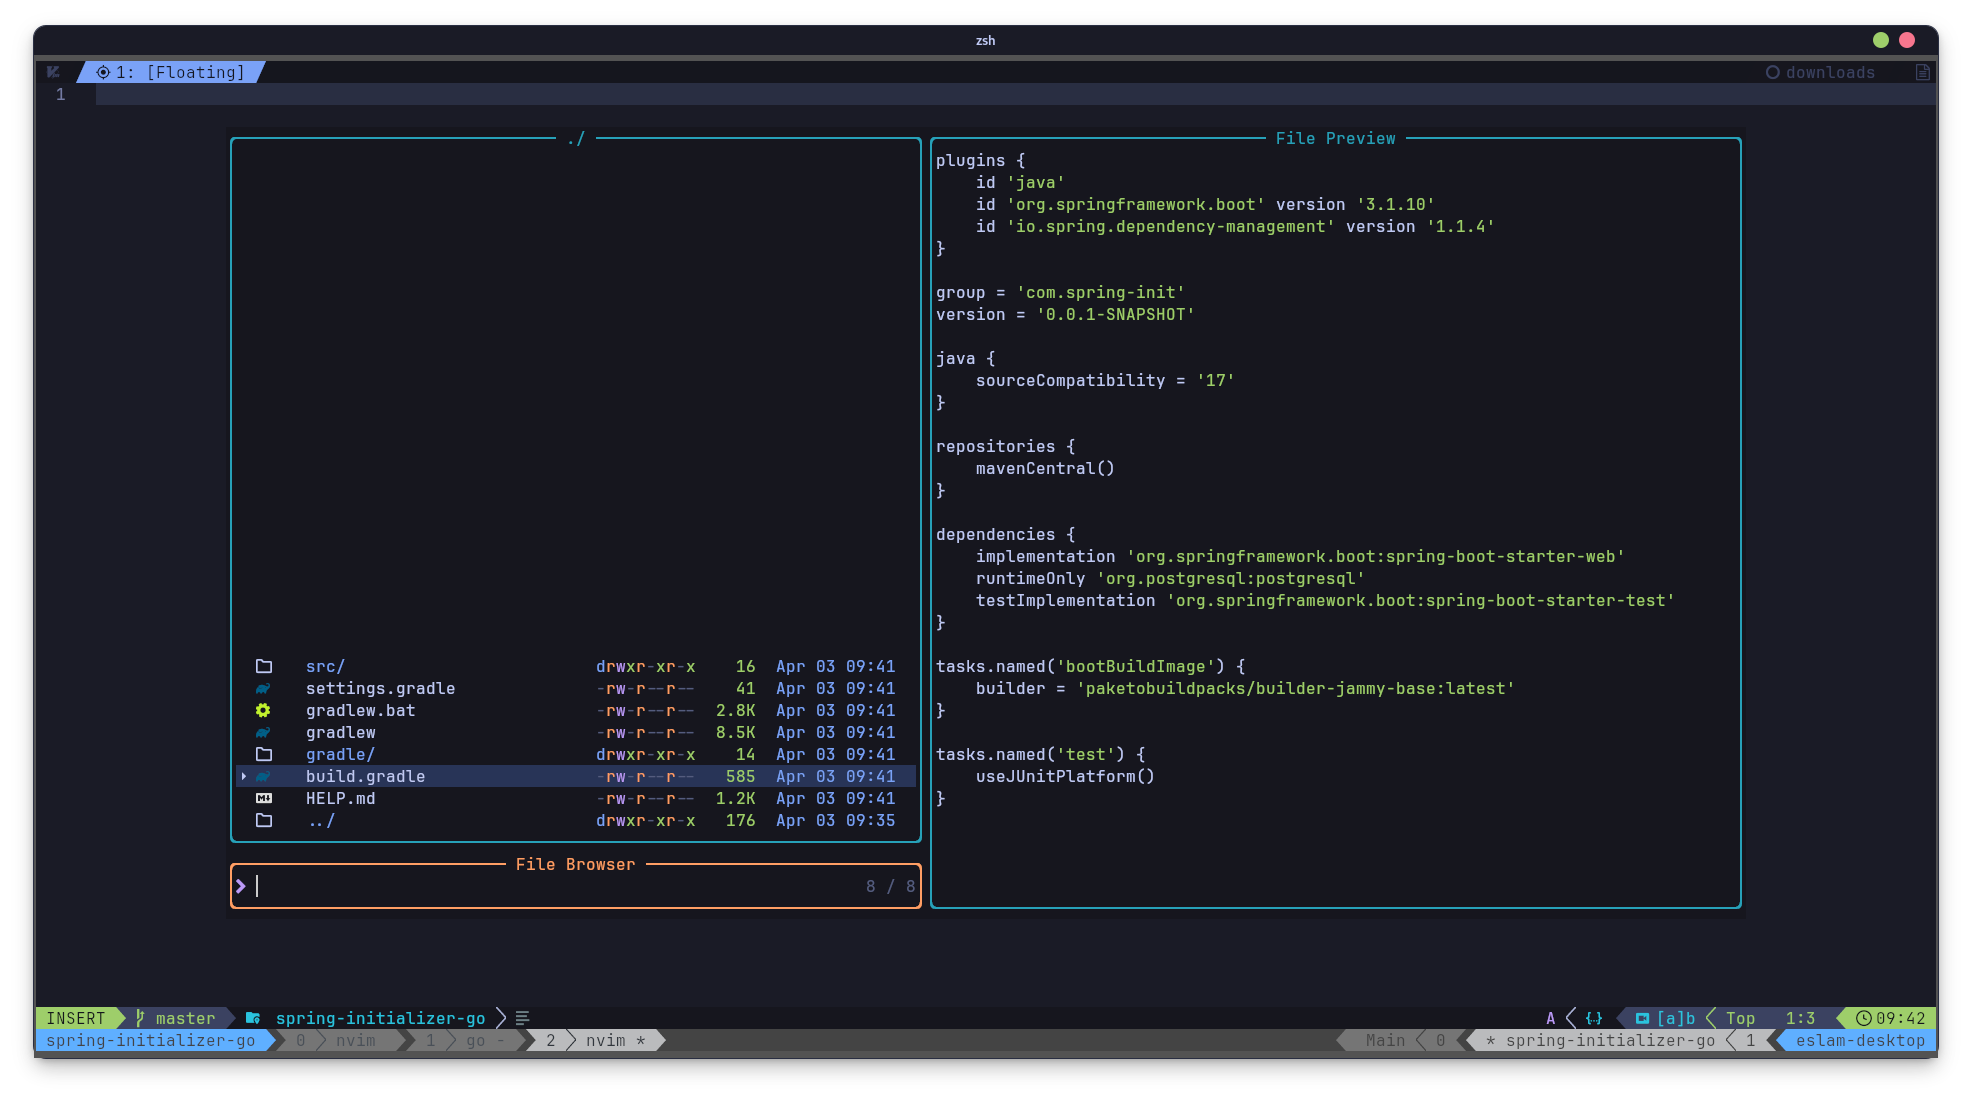 zsh
1: [Floating]
downloads
1
./
src/ drwxr-xr-x 16 Apr 03 09:41
settings.gradle -rw-r--r-- 41 Apr 03 09:41
gradlew.bat -rw-r--r-- 2.8K Apr 03 09:41
gradlew -rw-r--r-- 8.5K Apr 03 09:41
gradle/ drwxr-xr-x 14 Apr 03 09:41
build.gradle -rw-r--r-- 585 Apr 03 09:41
HELP.md -rw-r--r-- 1.2K Apr 03 09:41
../ drwxr-xr-x 176 Apr 03 09:35
File Browser
8 / 8
File Preview
plugins {
    id 'java'
    id 'org.springframework.boot' version '3.1.10'
    id 'io.spring.dependency-management' version '1.1.4'
}
group = 'com.spring-init'
version = '0.0.1-SNAPSHOT'
java {
    sourceCompatibility = '17'
}
repositories {
    mavenCentral()
}
dependencies {
    implementation 'org.springframework.boot:spring-boot-starter-web'
    runtimeOnly 'org.postgresql:postgresql'
    testImplementation 'org.springframework.boot:spring-boot-starter-test'
}
tasks.named('bootBuildImage') {
    builder = 'paketobuildpacks/builder-jammy-base:latest'
}
tasks.named('test') {
    useJUnitPlatform()
}
INSERT master spring-initializer-go A {..} [a]b Top 1:3 09:42
spring-initializer-go 0 nvim 1 go - 2 nvim * Main 0 * spring-initializer-go 1 eslam-desktop